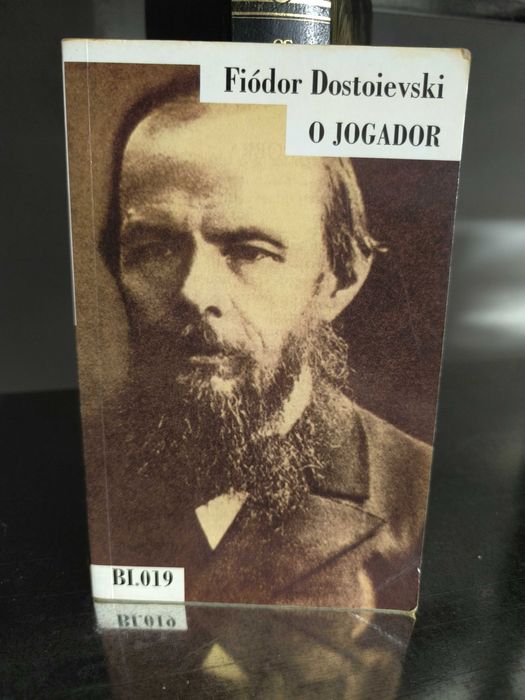 Fiódor Dostoievski
O JOGADOR
BI.019